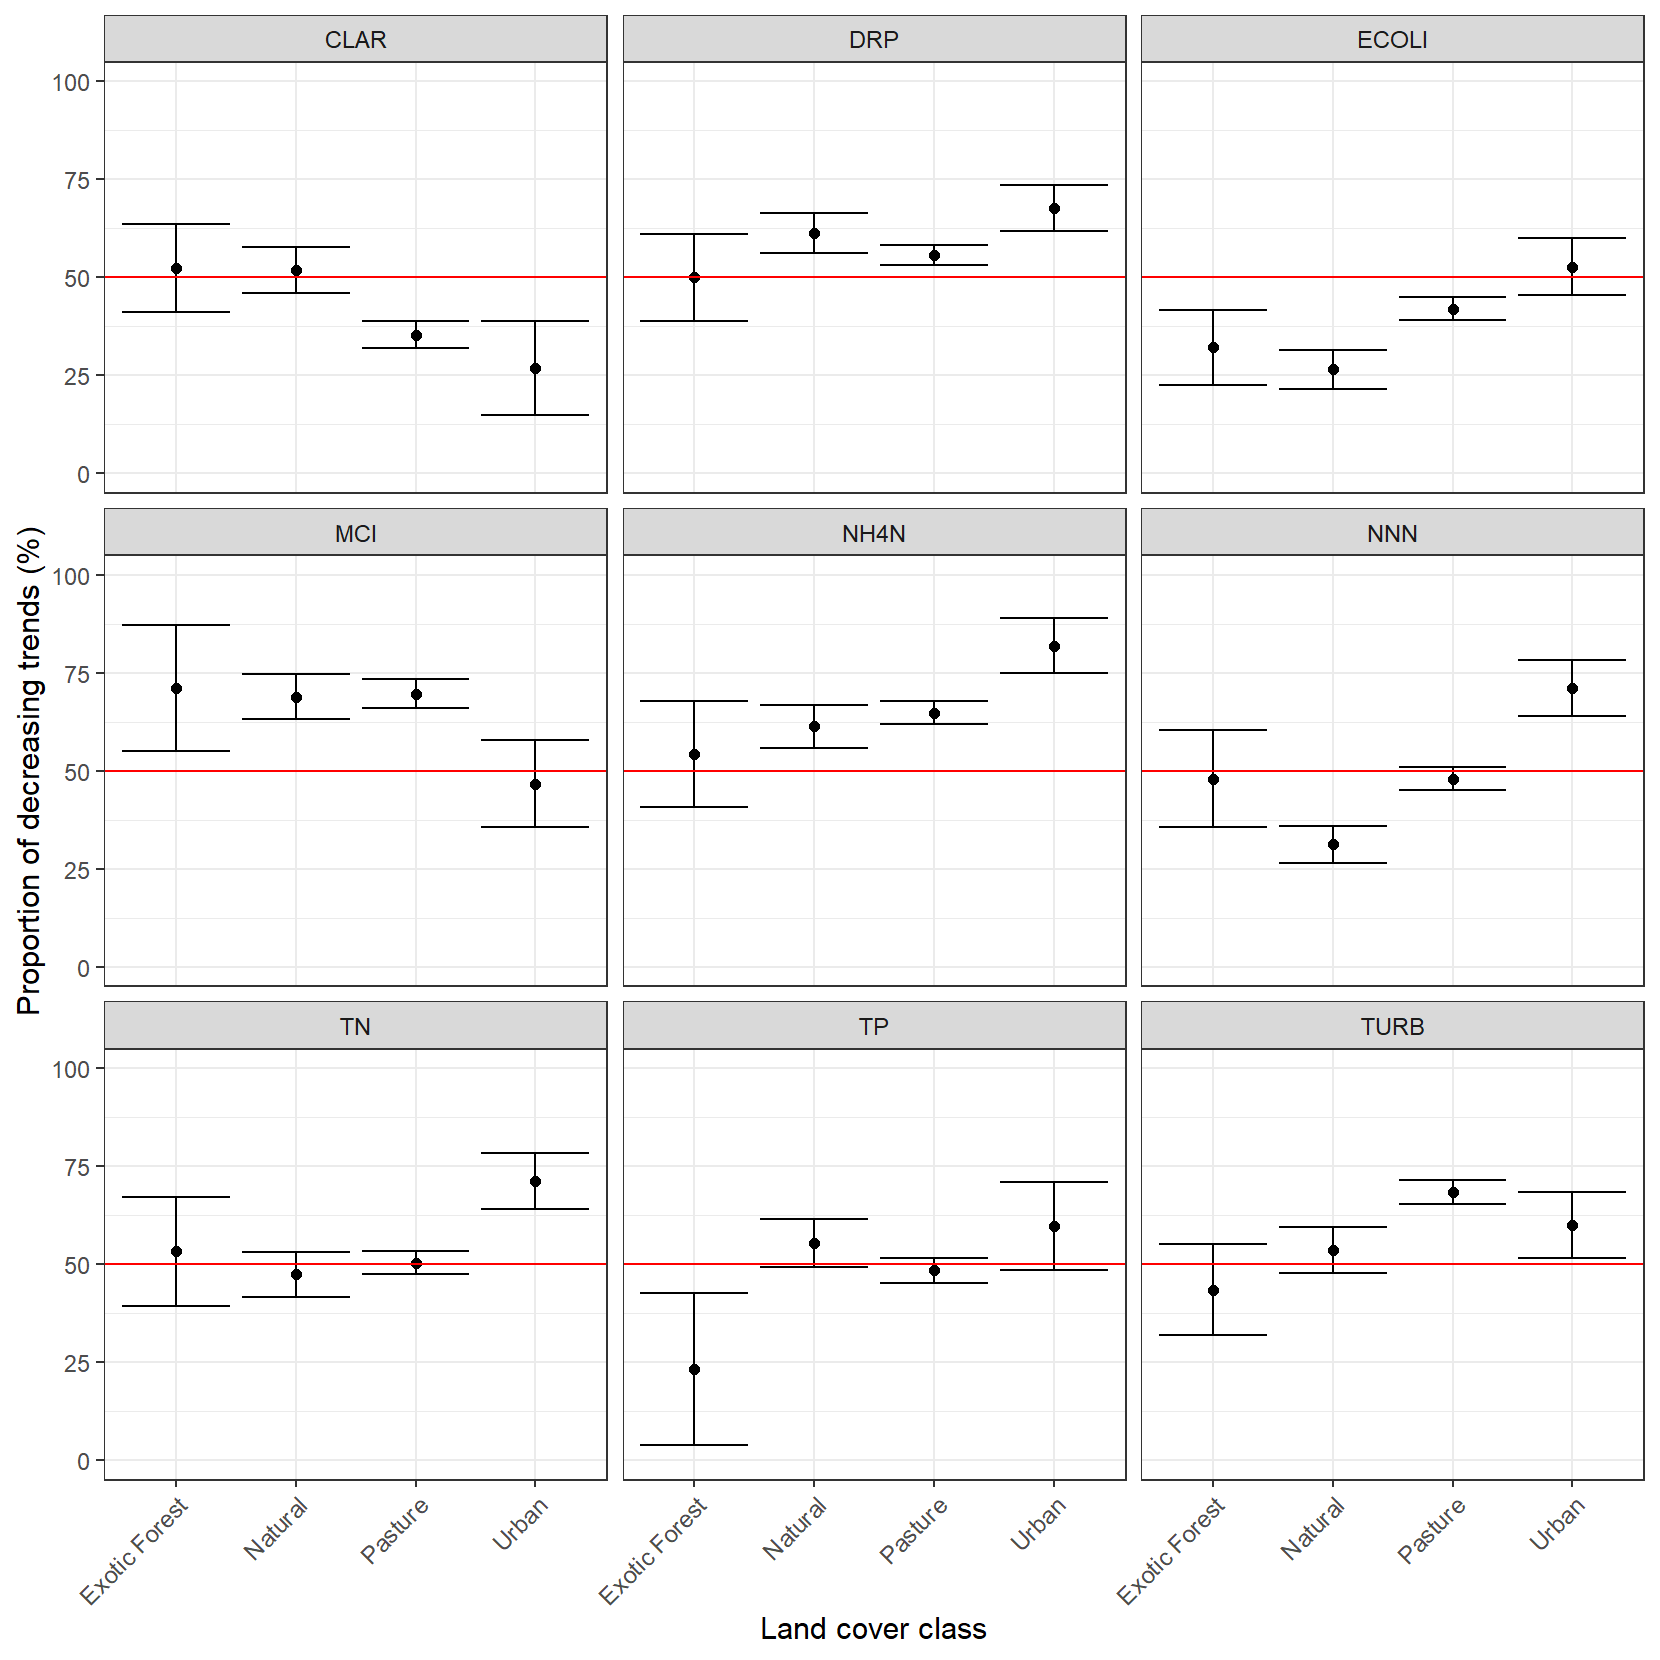 CLAR DRP ECOLI
100
75
50
25
0
MCI NH4N NNN
100
75
50
25
0
TN TP TURB
100
75
50
25
0
Proportion of decreasing trends (%)
Exotic Forest Natural Pasture Urban Exotic Forest Natural Pasture Urban Exotic Forest Natural Pasture Urban
Land cover class